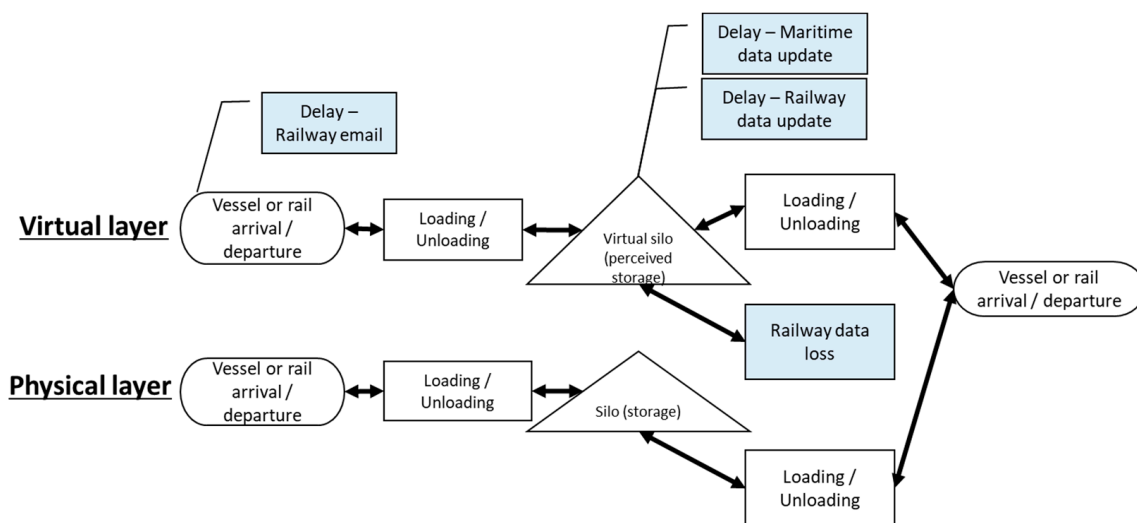 Delay – Maritime
data update
Delay – Railway
data update
Delay –
Railway email
Virtual layer
Vessel or rail
arrival /
departure
Loading /
Unloading
Virtual silo
(perceived
storage)
Loading /
Unloading
Vessel or rail
arrival / departure
Railway data
loss
Physical layer
Vessel or rail
arrival /
departure
Loading /
Unloading
Silo (storage)
Loading /
Unloading